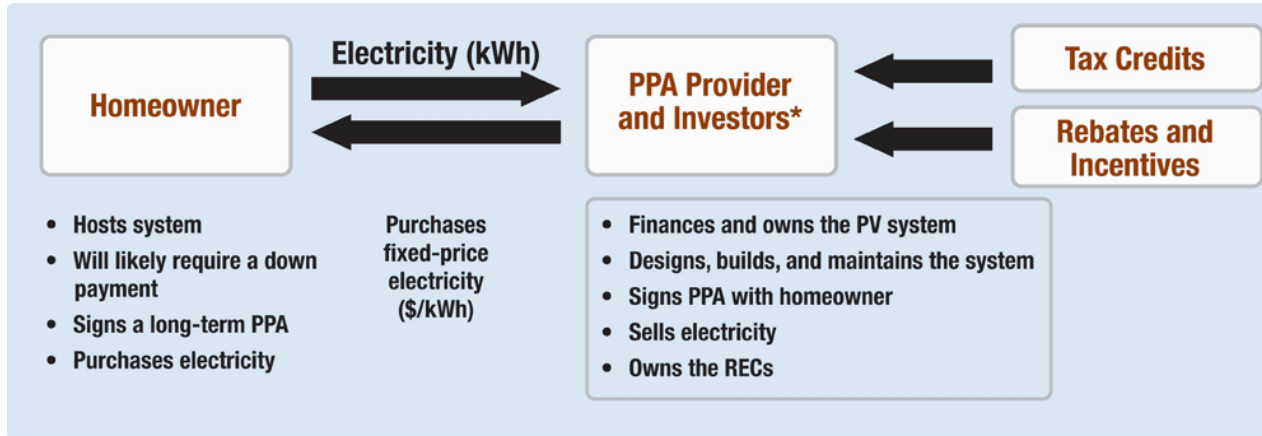 Electricity (kWh)
Homeowner
PPA Provider
and Investors*
Tax Credits
Rebates and
Incentives
• Hosts system
• Will likely require a down
payment
• Signs a long-term PPA
• Purchases electricity
Purchases
fixed-price
electricity
($/kWh)
• Finances and owns the PV system
• Designs, builds, and maintains the system
• Signs PPA with homeowner
• Sells electricity
• Owns the RECs